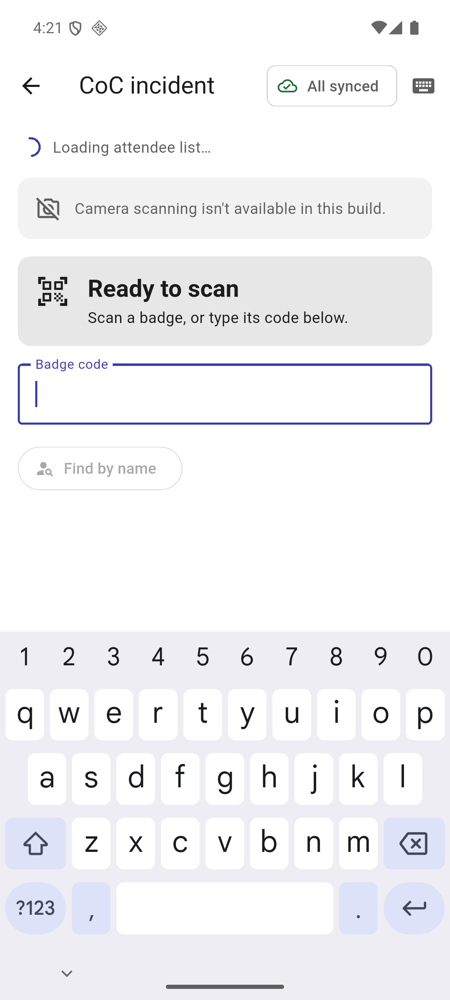 4:21
CoC incident
All synced
Loading attendee list…
Camera scanning isn't available in this build.
Ready to scan
Scan a badge, or type its code below.
Badge code
Find by name
1 2 3 4 5 6 7 8 9 0
q w e r t y u i o p
a s d f g h j k l
z x c v b n m
?123 , .